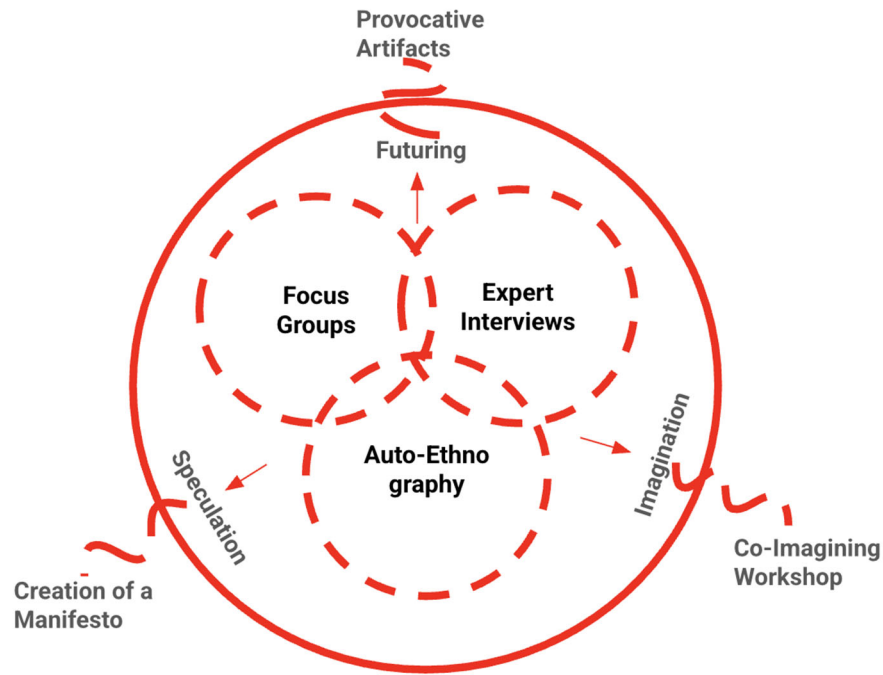 Provocative
Artifacts
Futuring
Focus
Groups
Expert
Interviews
Auto-Ethno
graphy
Speculation
Imagination
Creation of a
Manifesto
Co-Imagining
Workshop